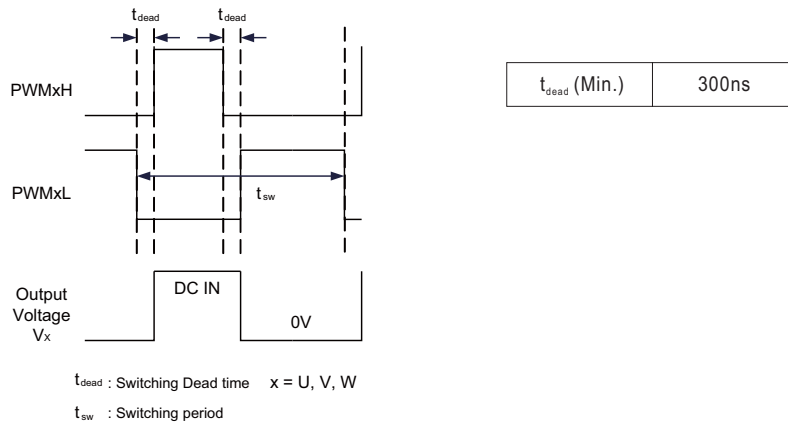 tdead tdead
PWMxH
tdead (Min.) 300ns
PWMxL
tsw
Output
Voltage
Vx
DC IN
0V
tdead : Switching Dead time x = U, V, W
tsw : Switching period